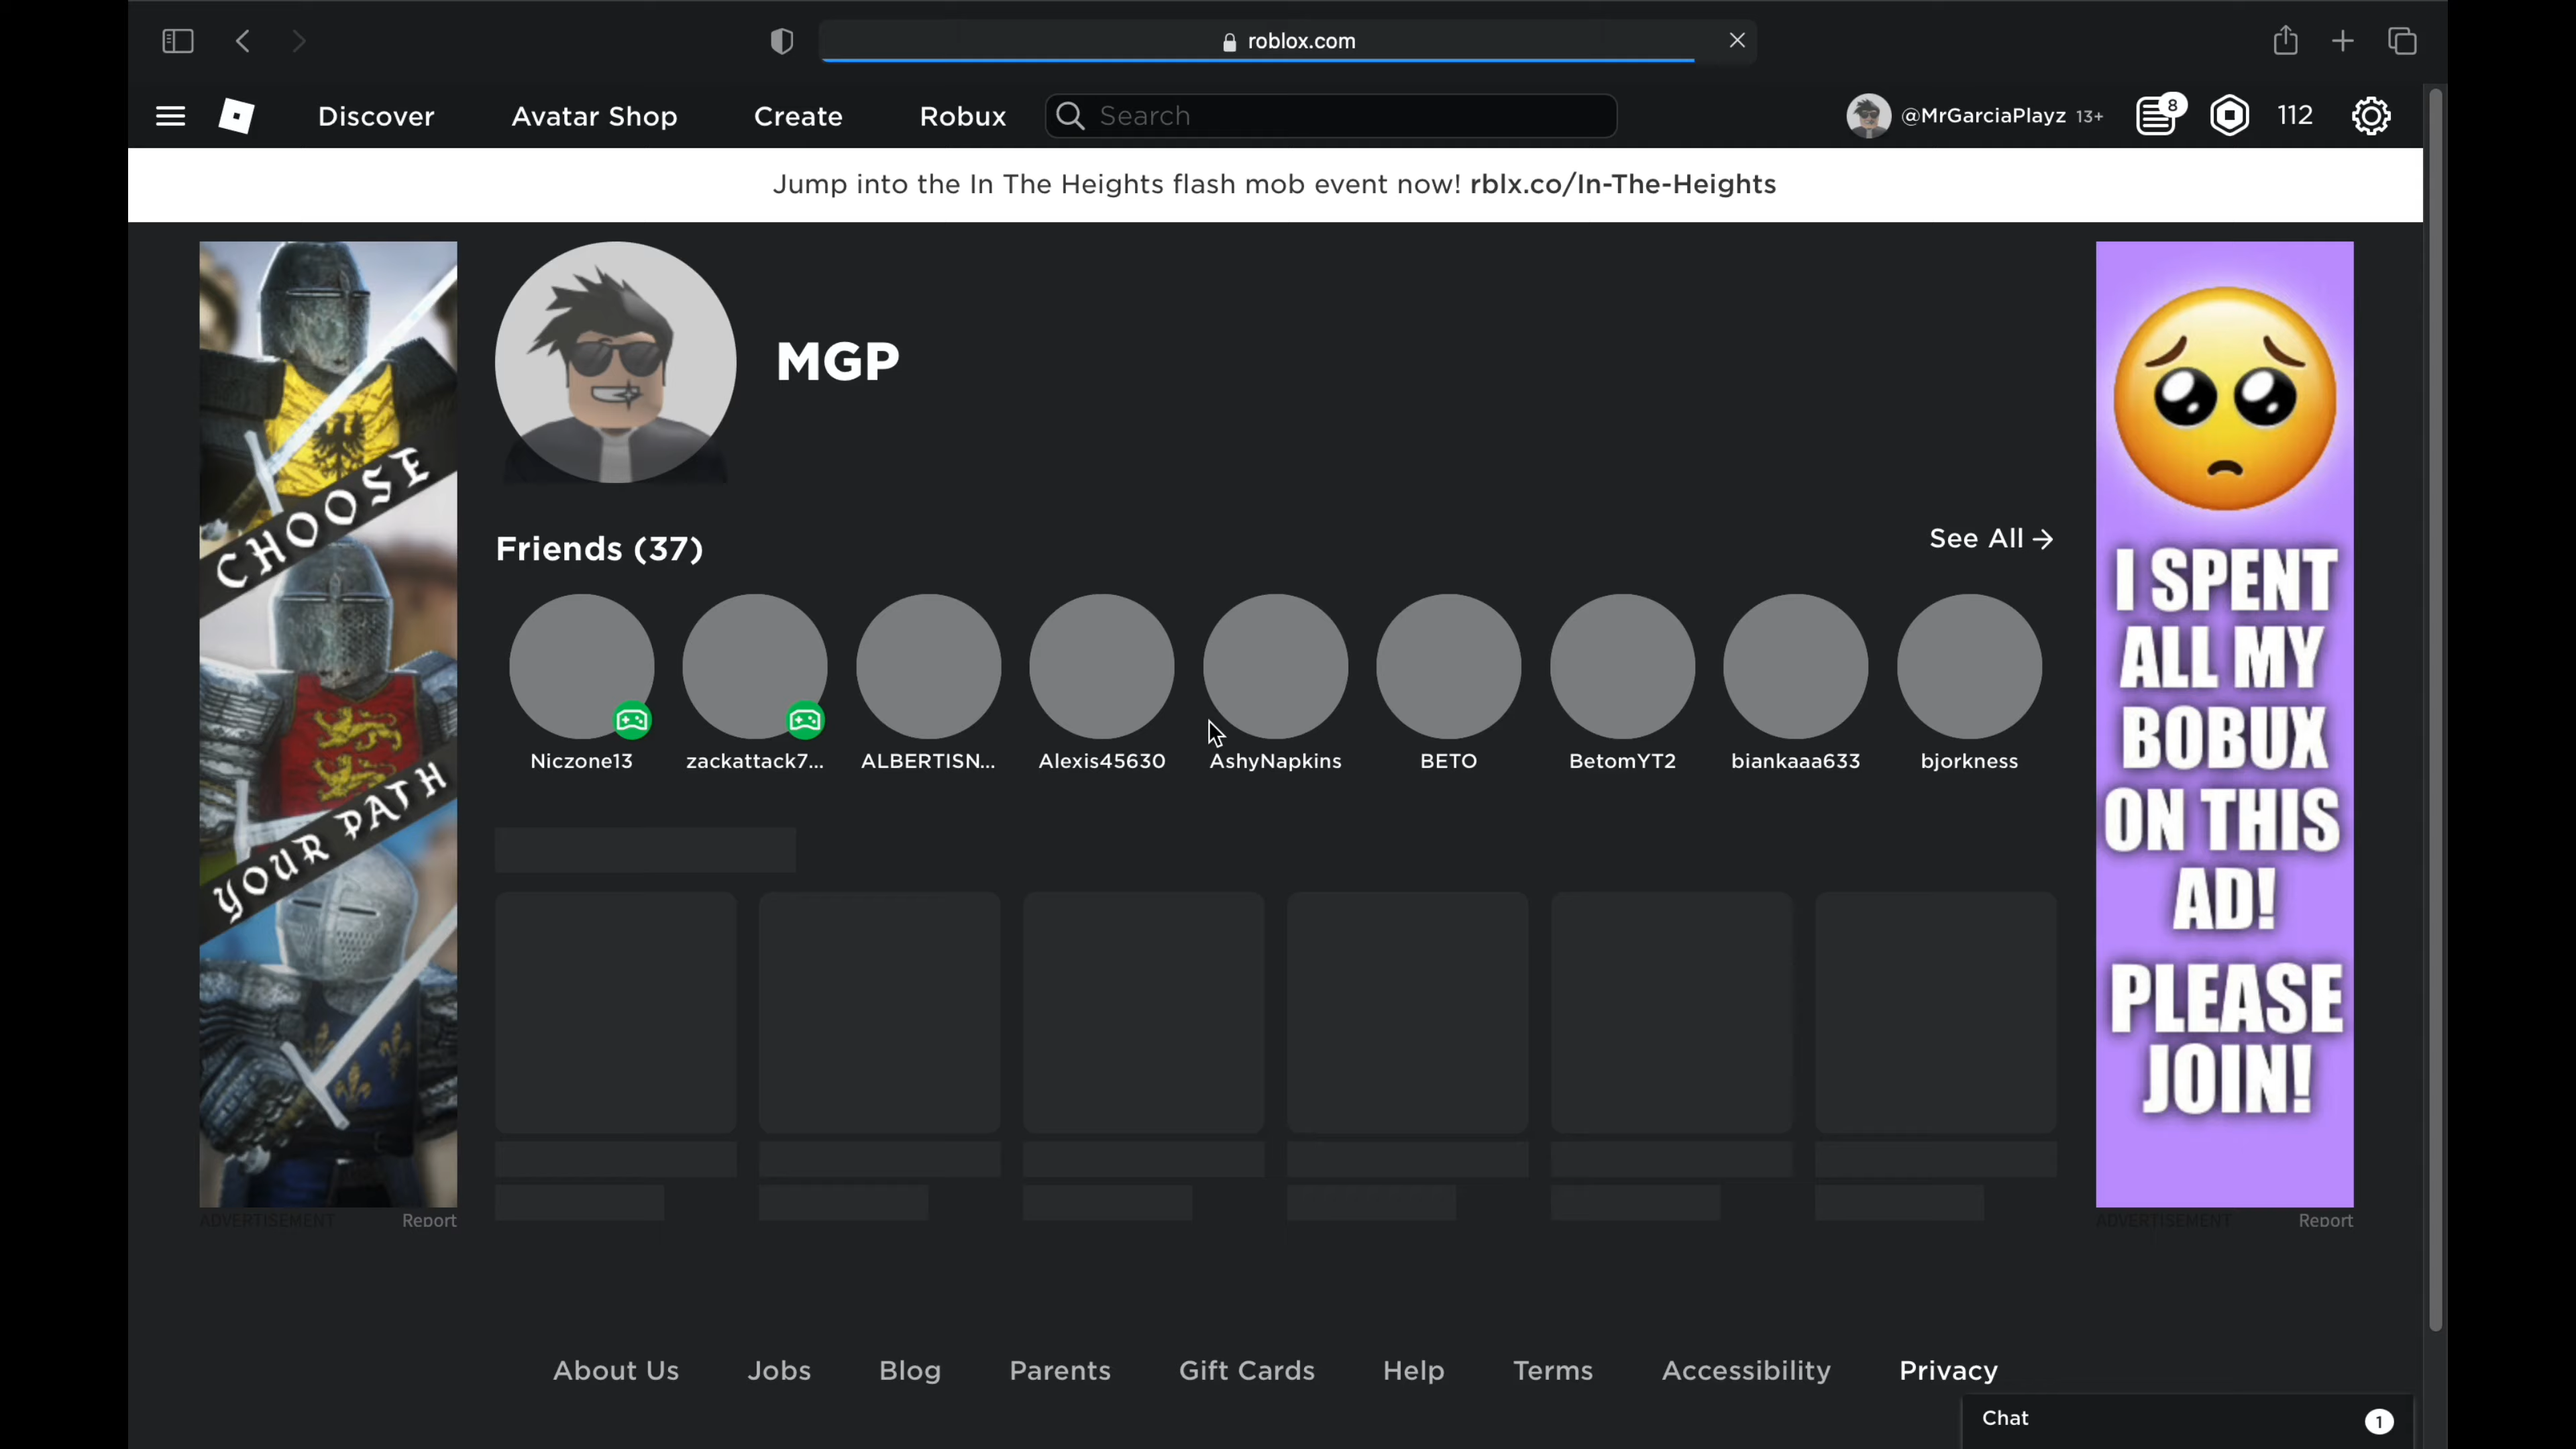 roblox.com
Discover
Avatar Shop
Create
Robux
Search
@MrGarciaPlayz 13+
8
112
Jump into the In The Heights flash mob event now! rblx.co/In-The-Heights
CHOOSE
YOUR PATH
ADVERTISEMENT
Report
MGP
Friends (37)
See All
Niczone13
zackattack7...
ALBERTISN...
Alexis45630
AshyNapkins
BETO
BetomYT2
biankaaa633
bjorkness
I SPENT
ALL MY
BOBUX
ON THIS
AD!
PLEASE
JOIN!
ADVERTISEMENT
Report
About Us
Jobs
Blog
Parents
Gift Cards
Help
Terms
Accessibility
Privacy
Chat
1